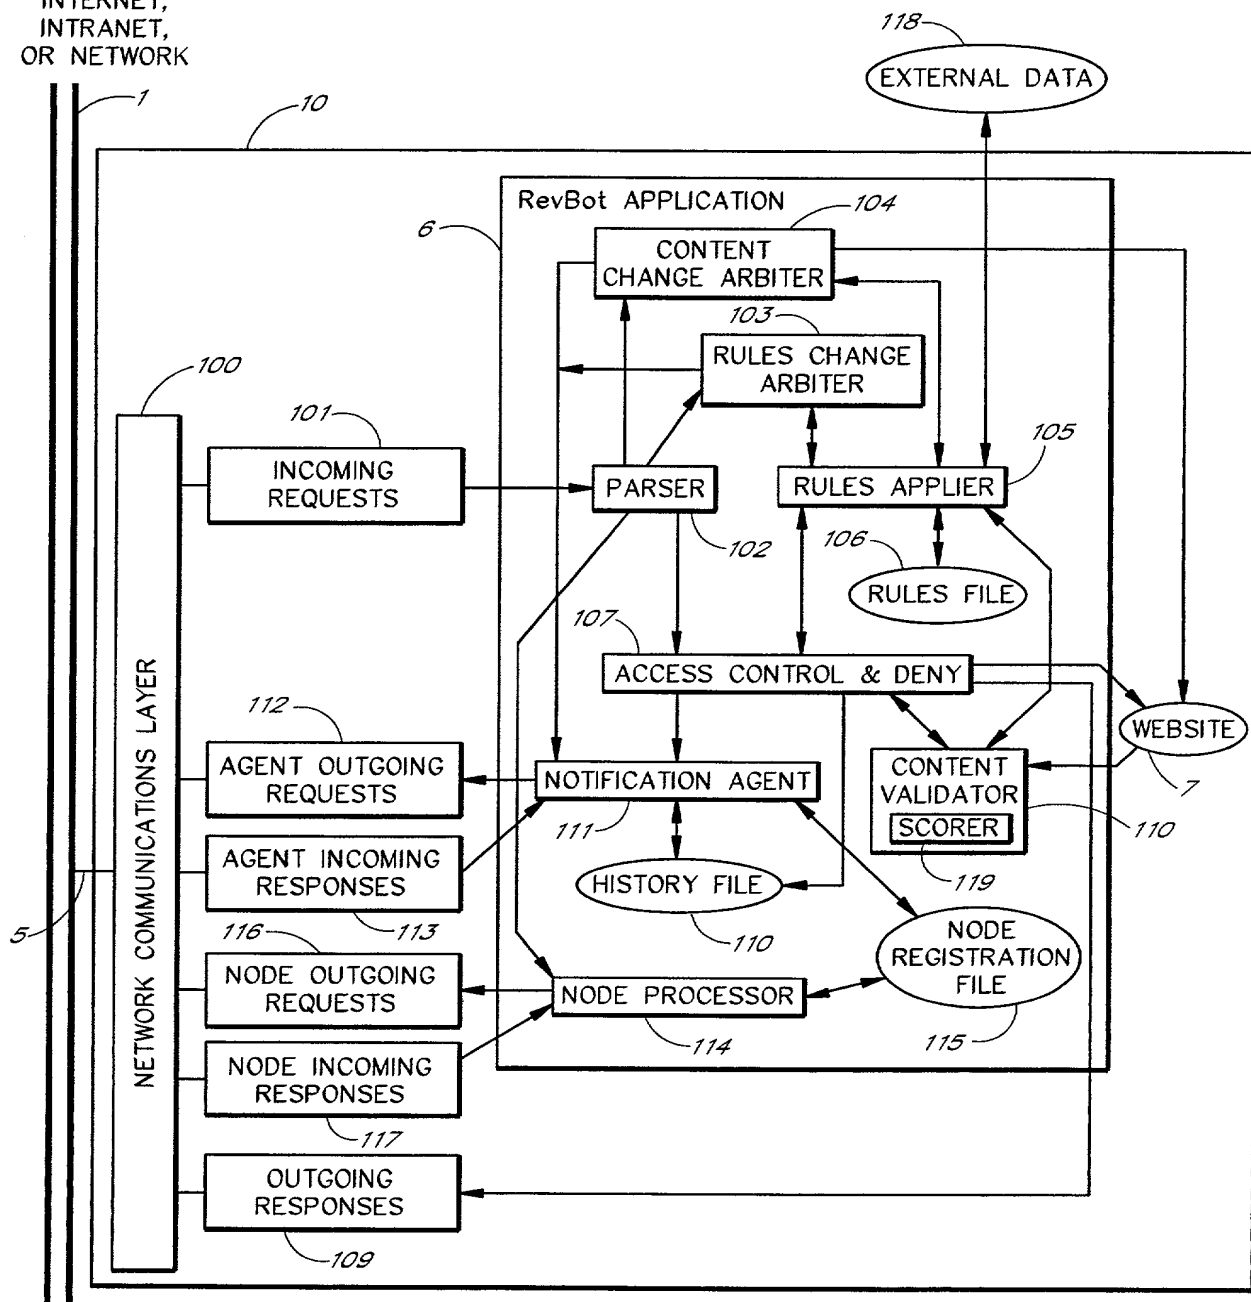 INTERNET,
INTRANET,
OR NETWORK
1
10
118
EXTERNAL DATA
6
RevBot APPLICATION
104
CONTENT
CHANGE ARBITER
103
RULES CHANGE
ARBITER
100
101
INCOMING
REQUESTS
PARSER
102
RULES APPLIER
105
106
RULES FILE
107
ACCESS CONTROL & DENY
NETWORK COMMUNICATIONS LAYER
112
AGENT OUTGOING
REQUESTS
NOTIFICATION AGENT
111
CONTENT
VALIDATOR
SCORER
119
110
WEBSITE
7
AGENT INCOMING
RESPONSES
113
HISTORY FILE
110
5
116
NODE OUTGOING
REQUESTS
NODE PROCESSOR
114
NODE
REGISTRATION
FILE
115
NODE INCOMING
RESPONSES
117
OUTGOING
RESPONSES
109